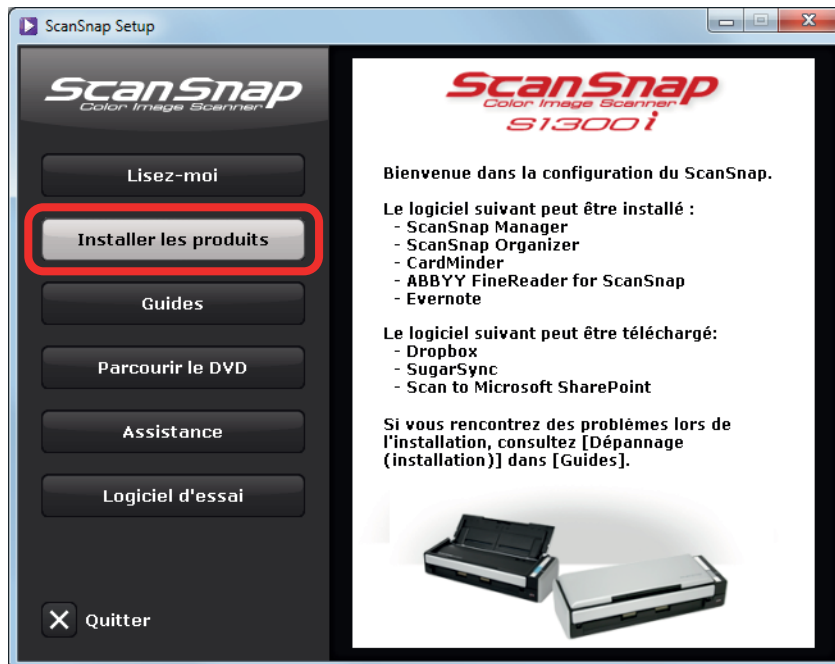 ScanSnap Setup
ScanSnap
Color Image Scanner
Lisez-moi
Installer les produits
Guides
Parcourir le DVD
Assistance
Logiciel d'essai
Quitter
ScanSnap
Color Image Scanner
S1300i
Bienvenue dans la configuration du ScanSnap.
Le logiciel suivant peut être installé :
- ScanSnap Manager
- ScanSnap Organizer
- CardMinder
- ABBYY FineReader for ScanSnap
- Evernote
Le logiciel suivant peut être téléchargé:
- Dropbox
- SugarSync
- Scan to Microsoft SharePoint
Si vous rencontrez des problèmes lors de
l'installation, consultez [Dépannage
(installation)] dans [Guides].